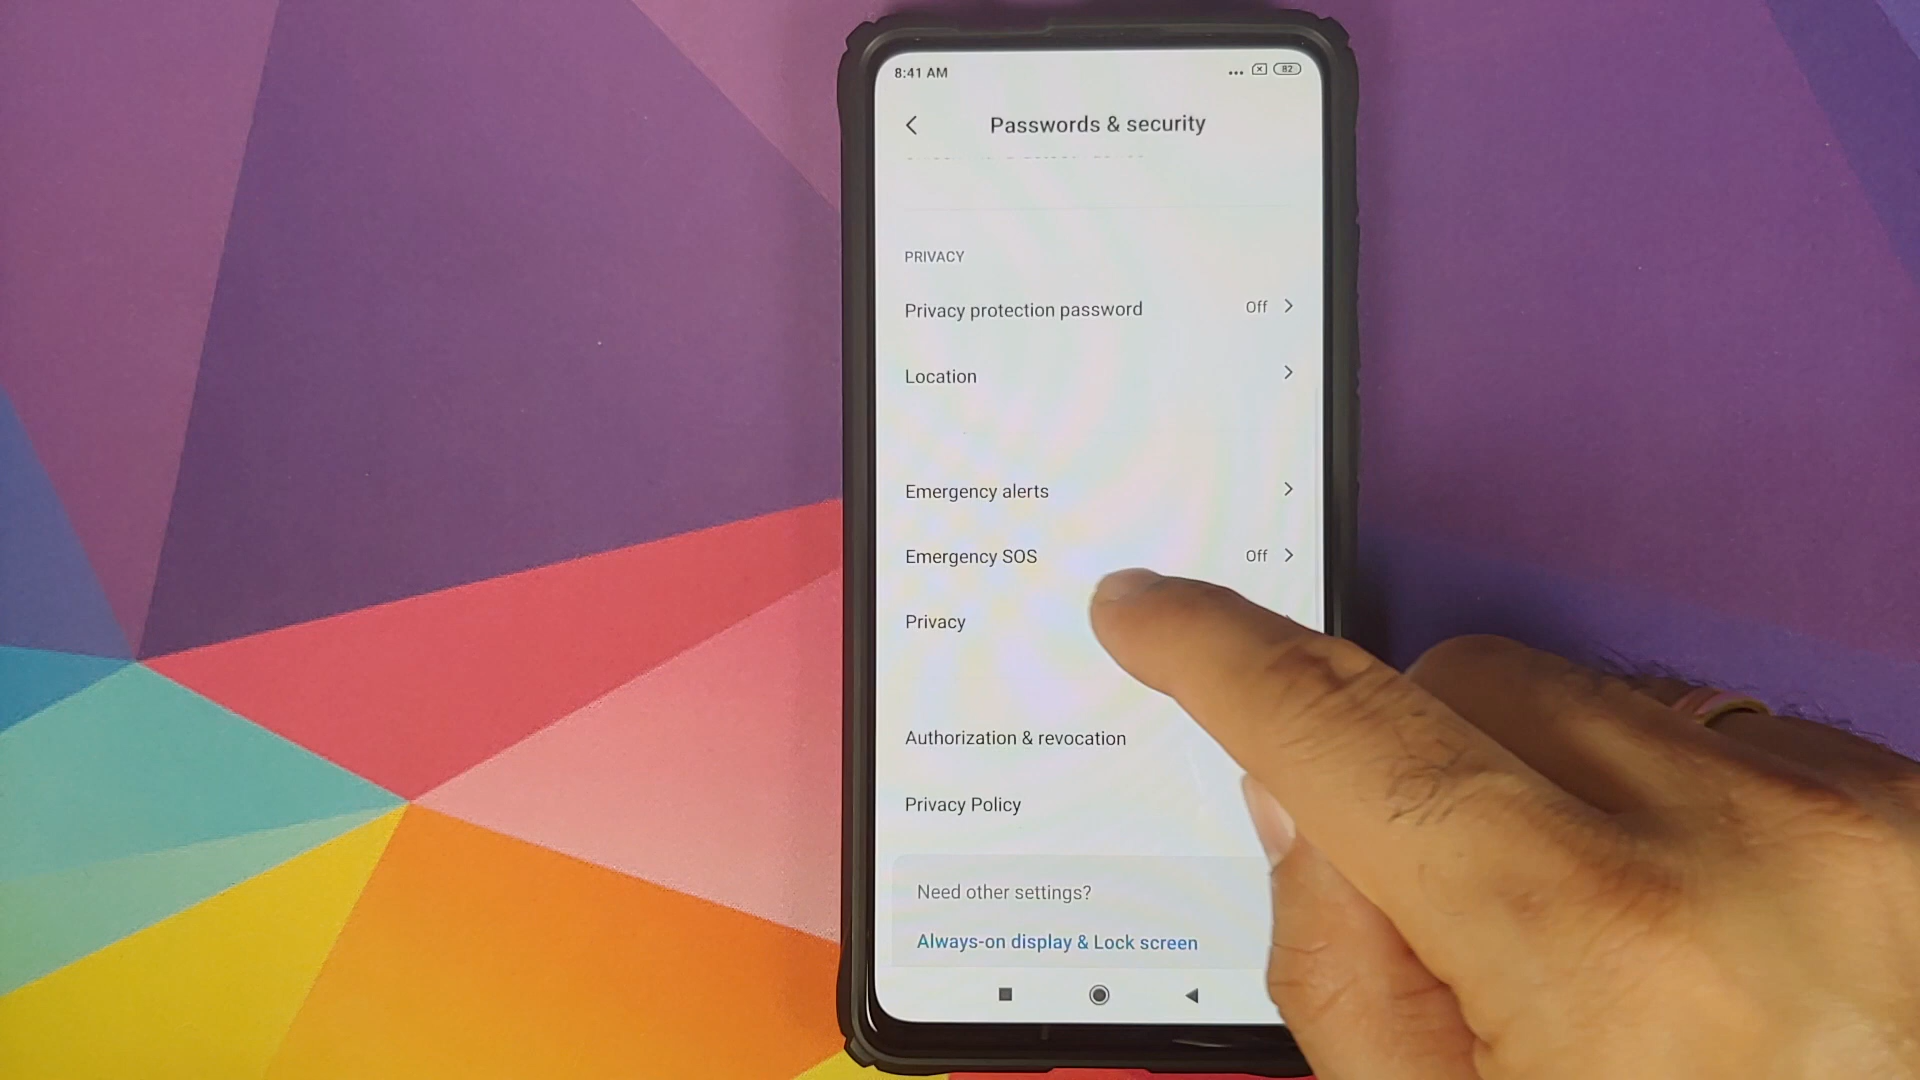 8:41 AM
82
Passwords & security
PRIVACY
Privacy protection password
Off
Location
Emergency alerts
Emergency SOS
Off
Privacy
Authorization & revocation
Privacy Policy
Need other settings?
Always-on display & Lock screen